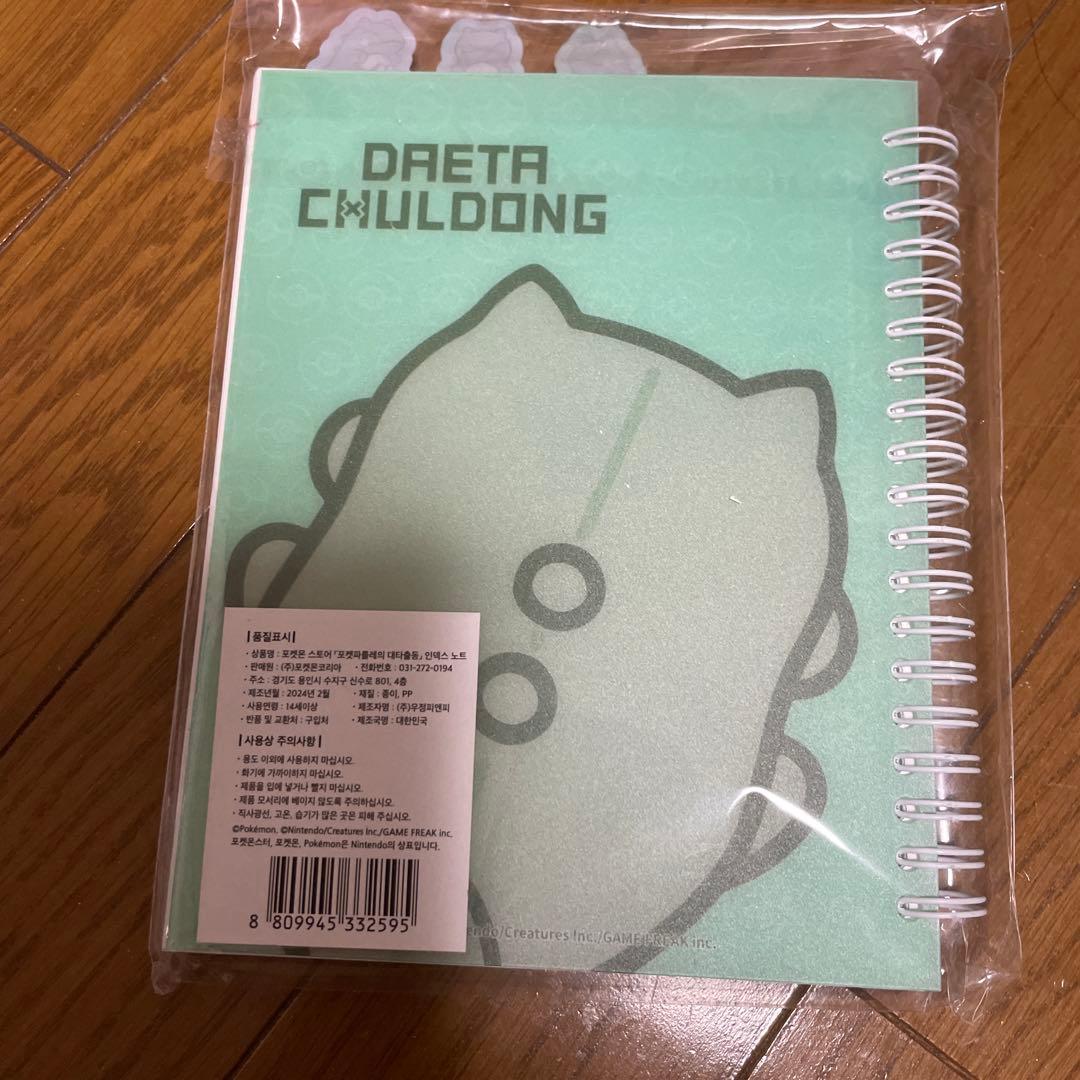 DAETA
CHULDONG
|품질표시|
· 상품명 : 포켓몬 스토어 「포켓파를레의 대타출동」 인덱스 노트
· 판매원 : (주)포켓몬코리아 · 전화번호 : 031-272-0194
· 주소 : 경기도 용인시 수지구 신수로 801, 4층
· 제조년월 : 2024년 2월 · 재질 : 종이, PP
· 사용연령 : 14세이상 · 제조자명 : (주)우정피앤피
· 반품 및 교환처 : 구입처 · 제조국명 : 대한민국
|사용상 주의사항|
· 용도 이외에 사용하지 마십시오.
· 화기에 가까이하지 마십시오.
· 제품을 입에 넣거나 빨지 마십시오.
· 제품 모서리에 베이지 않도록 주의하십시오.
· 직사광선, 고온, 습기가 많은 곳은 피해 주십시오.
©Pokémon, ©Nintendo/Creatures Inc./GAME FREAK inc.
포켓몬스터, 포켓몬, Pokémon은 Nintendo의 상표입니다.
8 809945 332595
endo/Creatures Inc./GAME FREAK inc.